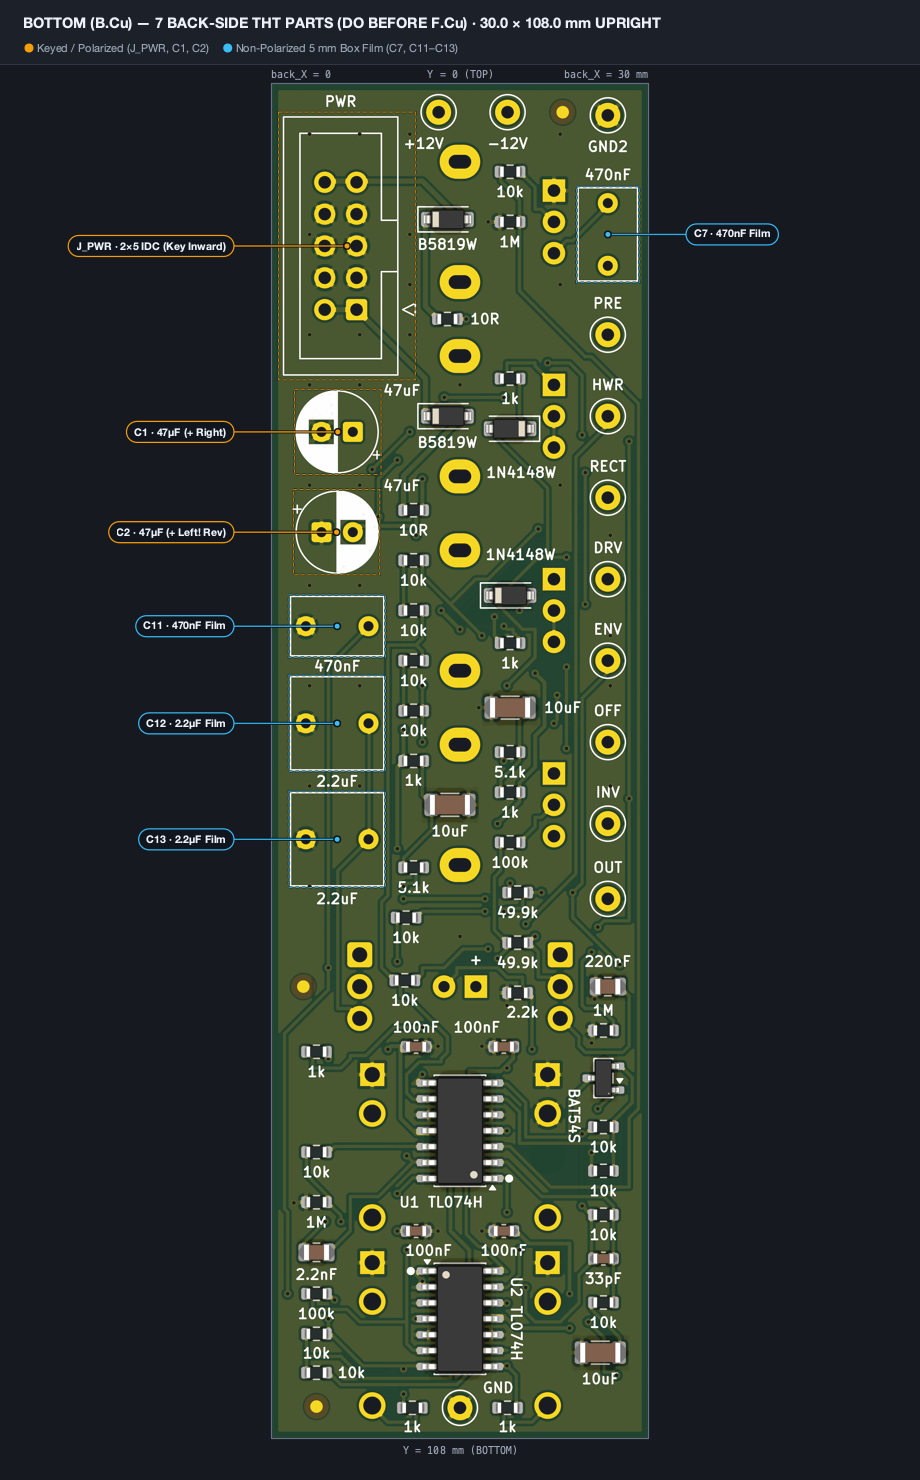 BOTTOM (B.Cu) — 7 BACK-SIDE THT PARTS (DO BEFORE F.Cu) · 30.0 × 108.0 mm UPRIGHT
Keyed / Polarized (J_PWR, C1, C2) Non-Polarized 5 mm Box Film (C7, C11–C13)
back_X = 0 Y = 0 (TOP) back_X = 30 mm
PWR
+12V -12V
GND2
470nF
10k
C7 · 470nF Film
J_PWR · 2×5 IDC (Key Inward)
B5819W 1M
PRE
10R
HWR
47uF
1k
C1 · 47µF (+ Right)
B5819W
+
RECT
1N4148W
47uF
+
C2 · 47µF (+ Left! Rev)
10R
DRV
1N4148W
10k
C11 · 470nF Film
10k
ENV
1k
470nF
10k
10uF
OFF
C12 · 2.2µF Film
10k
5.1k
2.2uF
1k
INV
1k
10uF
C13 · 2.2µF Film
100k
OUT
5.1k
2.2uF
49.9k
10k
+
49.9k
220nF
10k
2.2k
1M
100nF 100nF
1k
BAT54S
10k
10k
10k
U1 TL074H
1M
10k
100nF 100nF
2.2nF
33pF
U2 TL074H
100k
10k
10k
10k
10uF
GND
1k 1k
Y = 108 mm (BOTTOM)